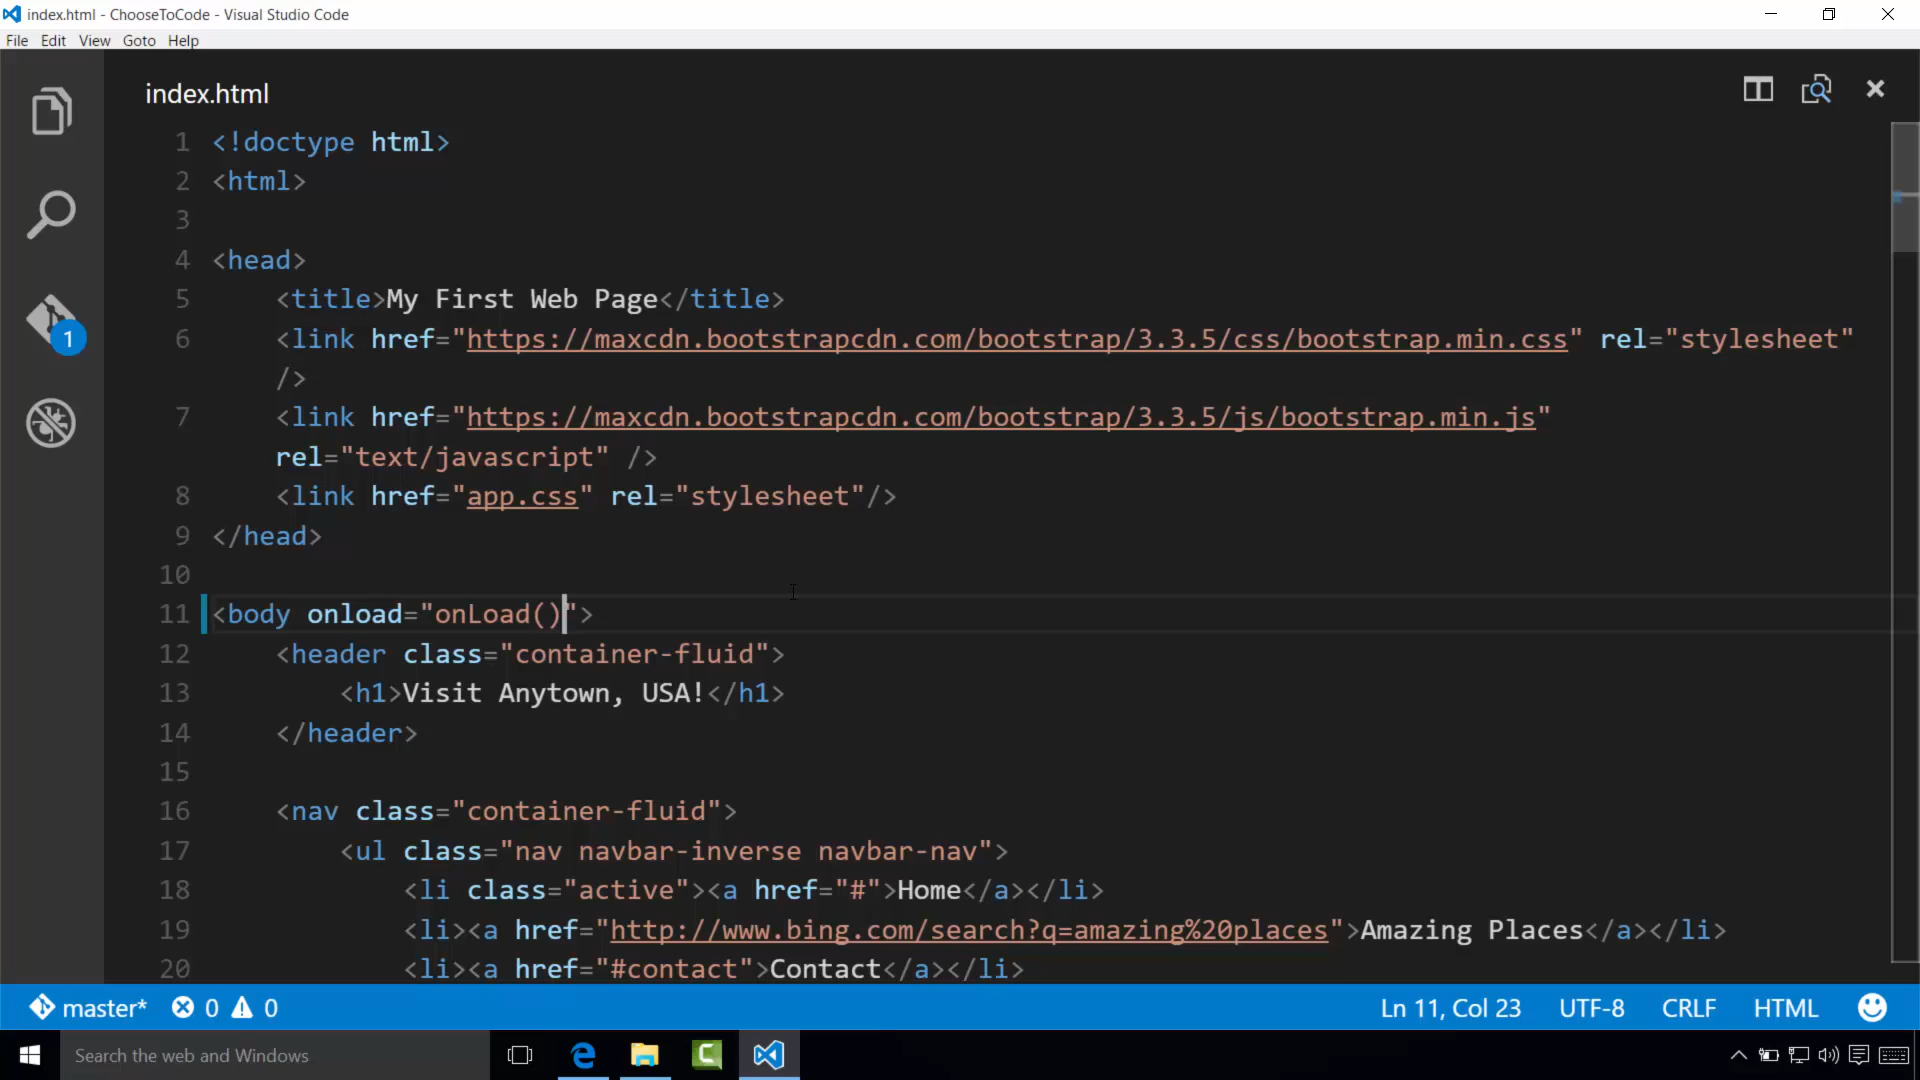 index.html - ChooseToCode - Visual Studio Code
File Edit View Goto Help
index.html
1 <!doctype html>
2 <html>
3
4 <head>
5 <title>My First Web Page</title>
6 <link href="https://maxcdn.bootstrapcdn.com/bootstrap/3.3.5/css/bootstrap.min.css" rel="stylesheet"
/>
7 <link href="https://maxcdn.bootstrapcdn.com/bootstrap/3.3.5/js/bootstrap.min.js"
rel="text/javascript" />
8 <link href="app.css" rel="stylesheet"/>
9 </head>
10
11 <body onload="onLoad()">
12 <header class="container-fluid">
13 <h1>Visit Anytown, USA!</h1>
14 </header>
15
16 <nav class="container-fluid">
17 <ul class="nav navbar-inverse navbar-nav">
18 <li class="active"><a href="#">Home</a></li>
19 <li><a href="http://www.bing.com/search?q=amazing%20places">Amazing Places</a></li>
20 <li><a href="#contact">Contact</a></li>
1
master* 0 0 Ln 11, Col 23 UTF-8 CRLF HTML
Search the web and Windows